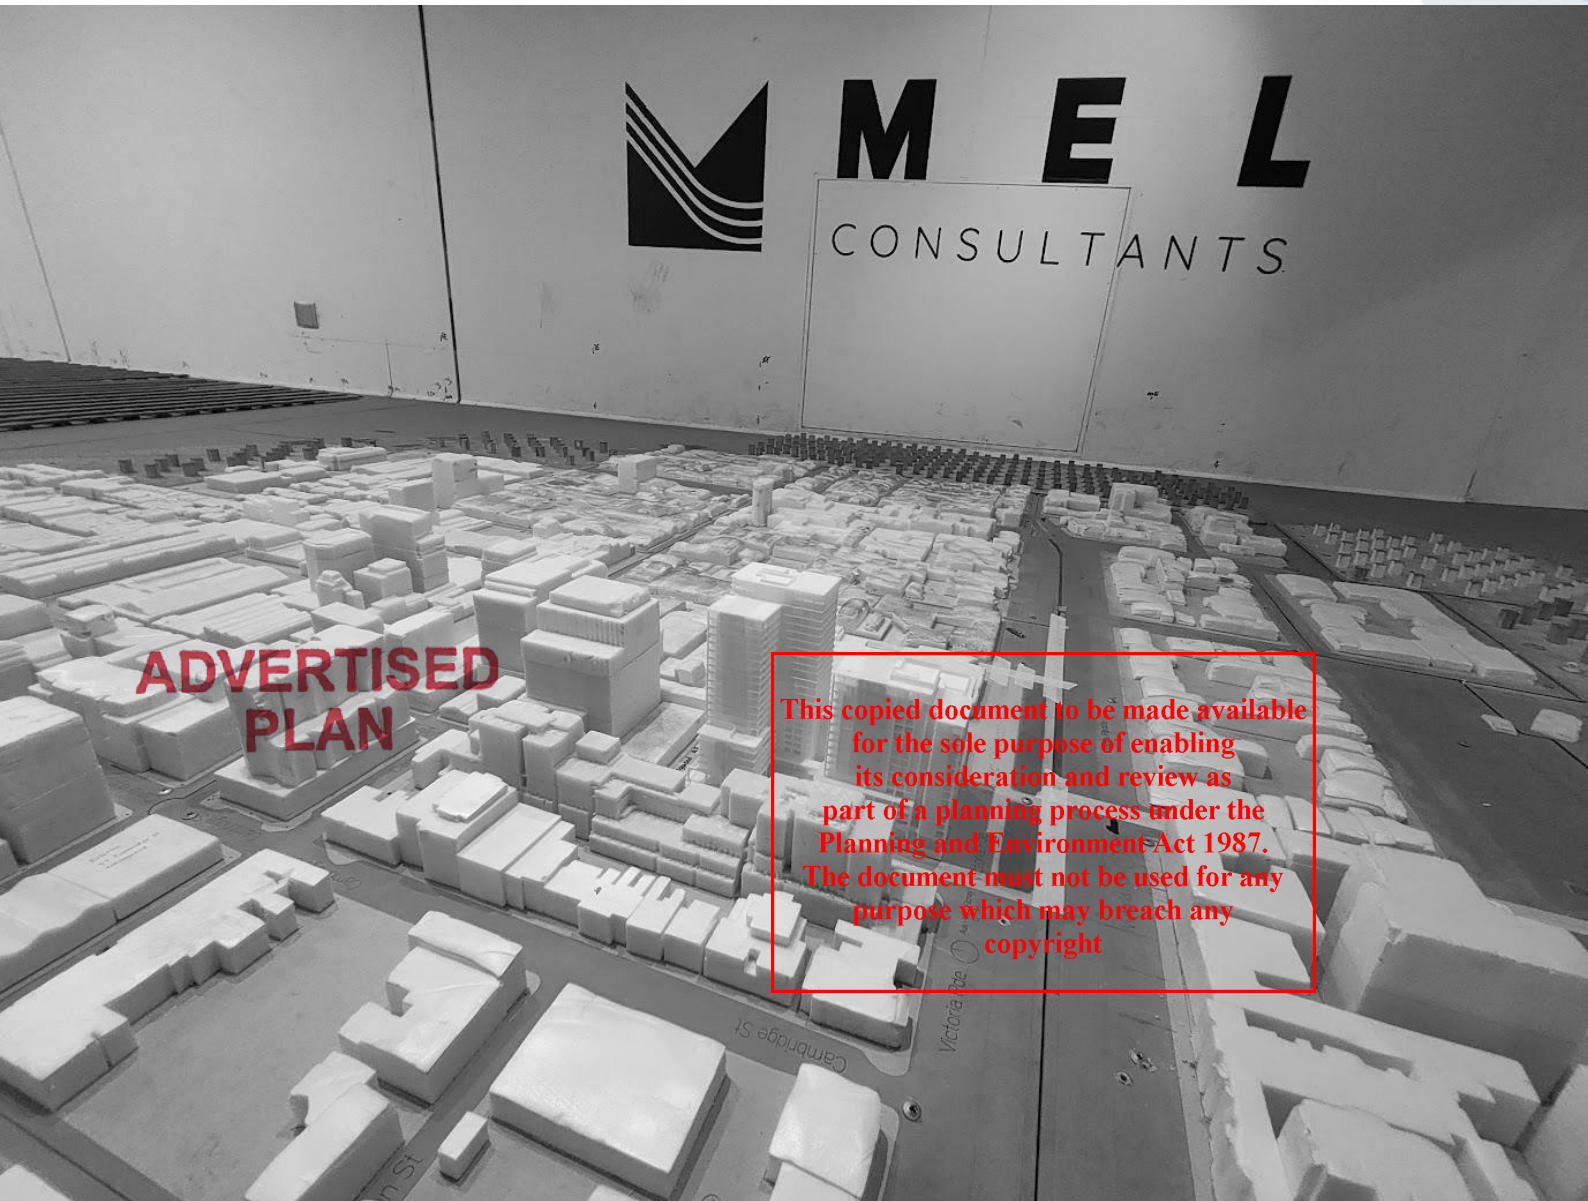 MEL
CONSULTANTS
ADVERTISED
PLAN
This copied document to be made available
for the sole purpose of enabling
its consideration and review as
part of a planning process under the
Planning and Environment Act 1987.
The document must not be used for any
purpose which may breach any
copyright
Victoria Pde
Cambridge St
St